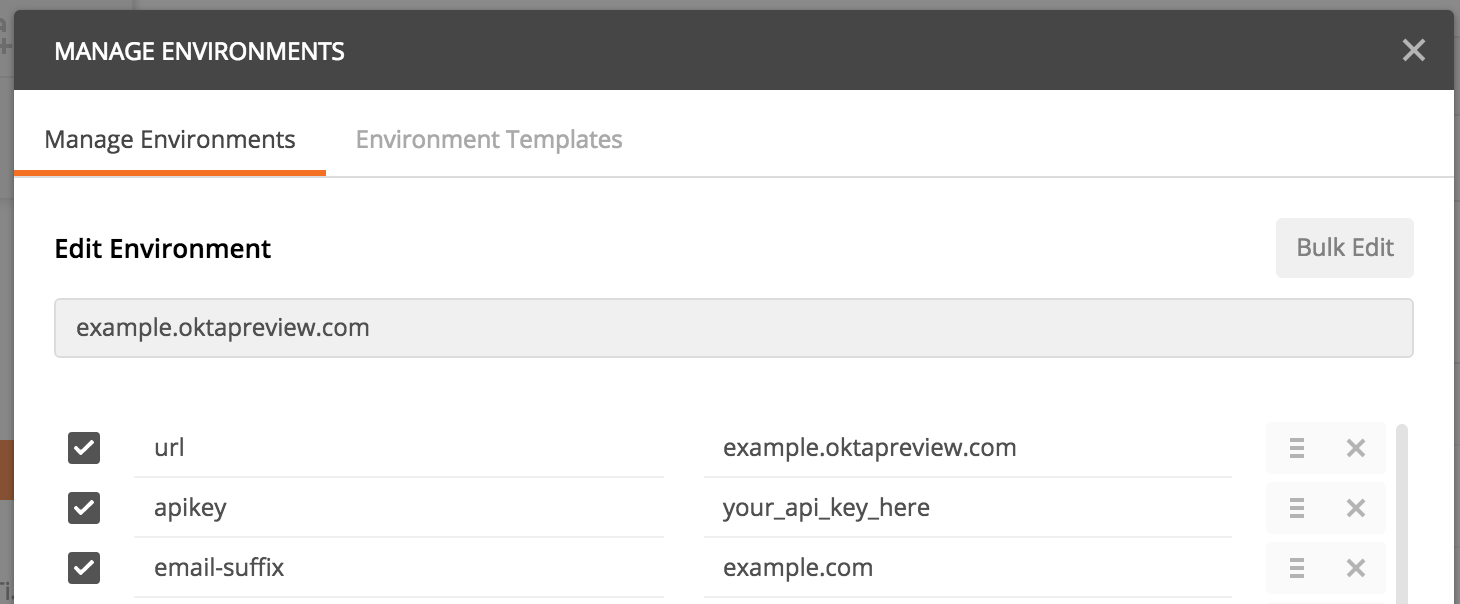 MANAGE ENVIRONMENTS
Manage Environments Environment Templates
Edit Environment Bulk Edit
example.oktapreview.com
url example.oktapreview.com
apikey your_api_key_here
email-suffix example.com